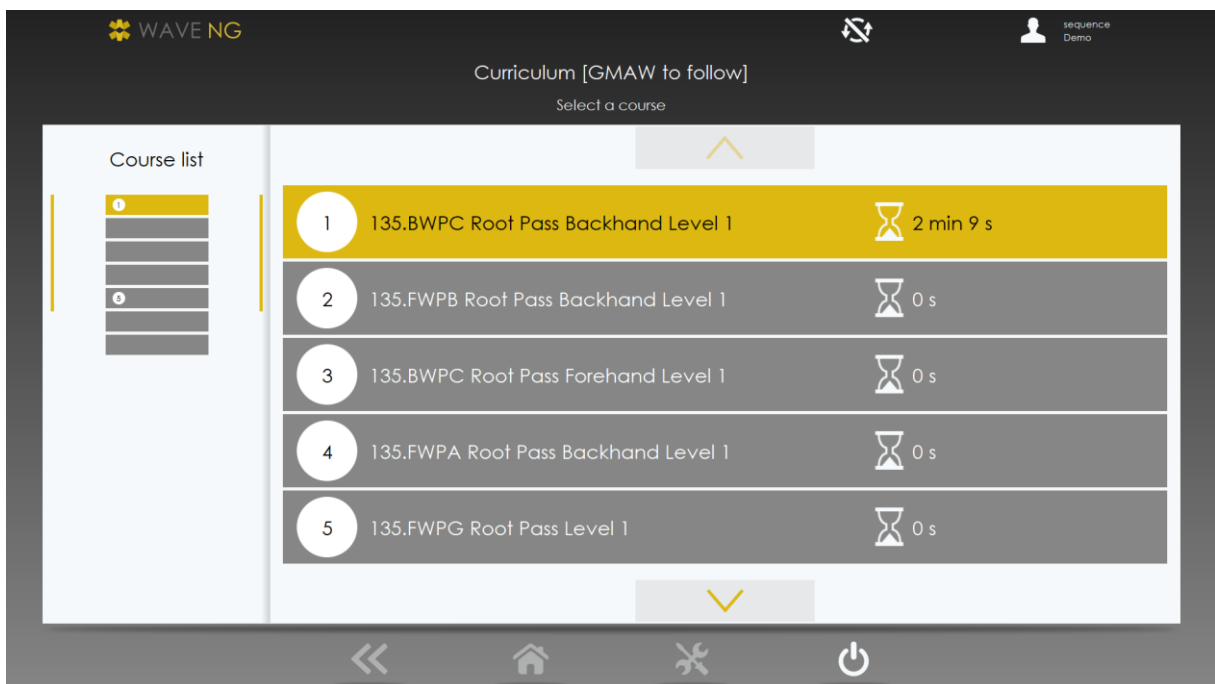 WAVE NG
sequence
Demo
Curriculum [GMAW to follow]
Select a course
Course list
1
5
1 135.BWPC Root Pass Backhand Level 1 2 min 9 s
2 135.FWPB Root Pass Backhand Level 1 0 s
3 135.BWPC Root Pass Forehand Level 1 0 s
4 135.FWPA Root Pass Backhand Level 1 0 s
5 135.FWPG Root Pass Level 1 0 s